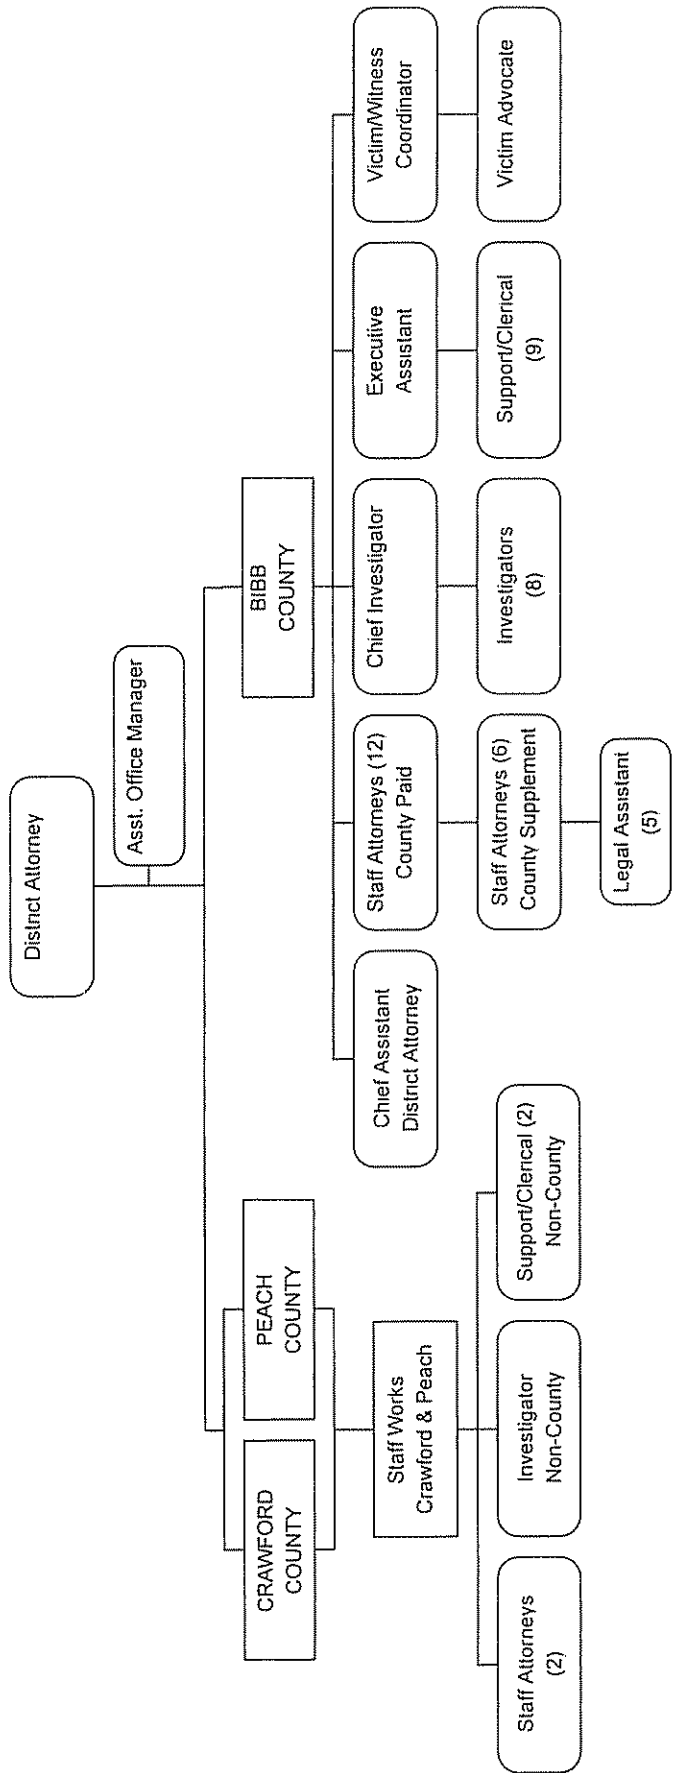 District Attorney
Asst. Office Manager
CRAWFORD
COUNTY
PEACH
COUNTY
BIBB
COUNTY
Staff Works
Crawford & Peach
Staff Attorneys
(2)
Investigator
Non-County
Support/Clerical (2)
Non-County
Chief Assistant
District Attorney
Staff Attorneys (12)
County Paid
Chief Investigator
Executive
Assistant
Victim/Witness
Coordinator
Staff Attorneys (6)
County Supplement
Investigators
(8)
Support/Clerical
(9)
Victim Advocate
Legal Assistant
(5)